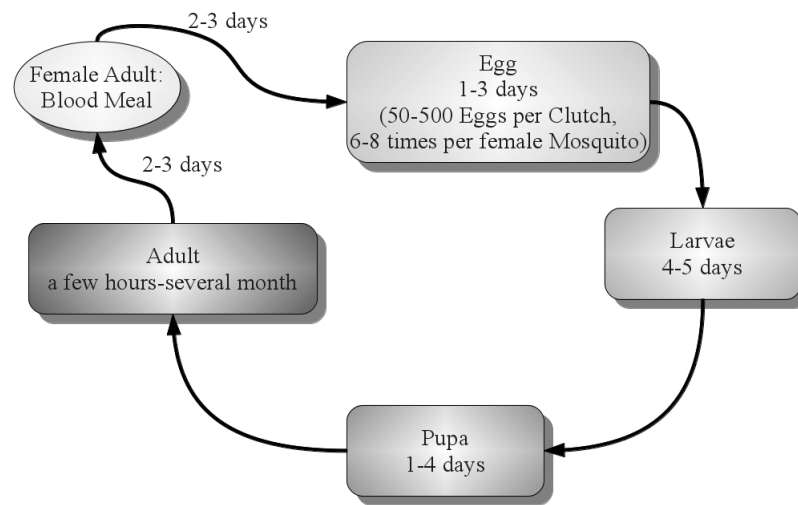 2-3 days
Female Adult:
Blood Meal
Egg
1-3 days
(50-500 Eggs per Clutch,
6-8 times per female Mosquito)
2-3 days
Larvae
4-5 days
Adult
a few hours-several month
Pupa
1-4 days